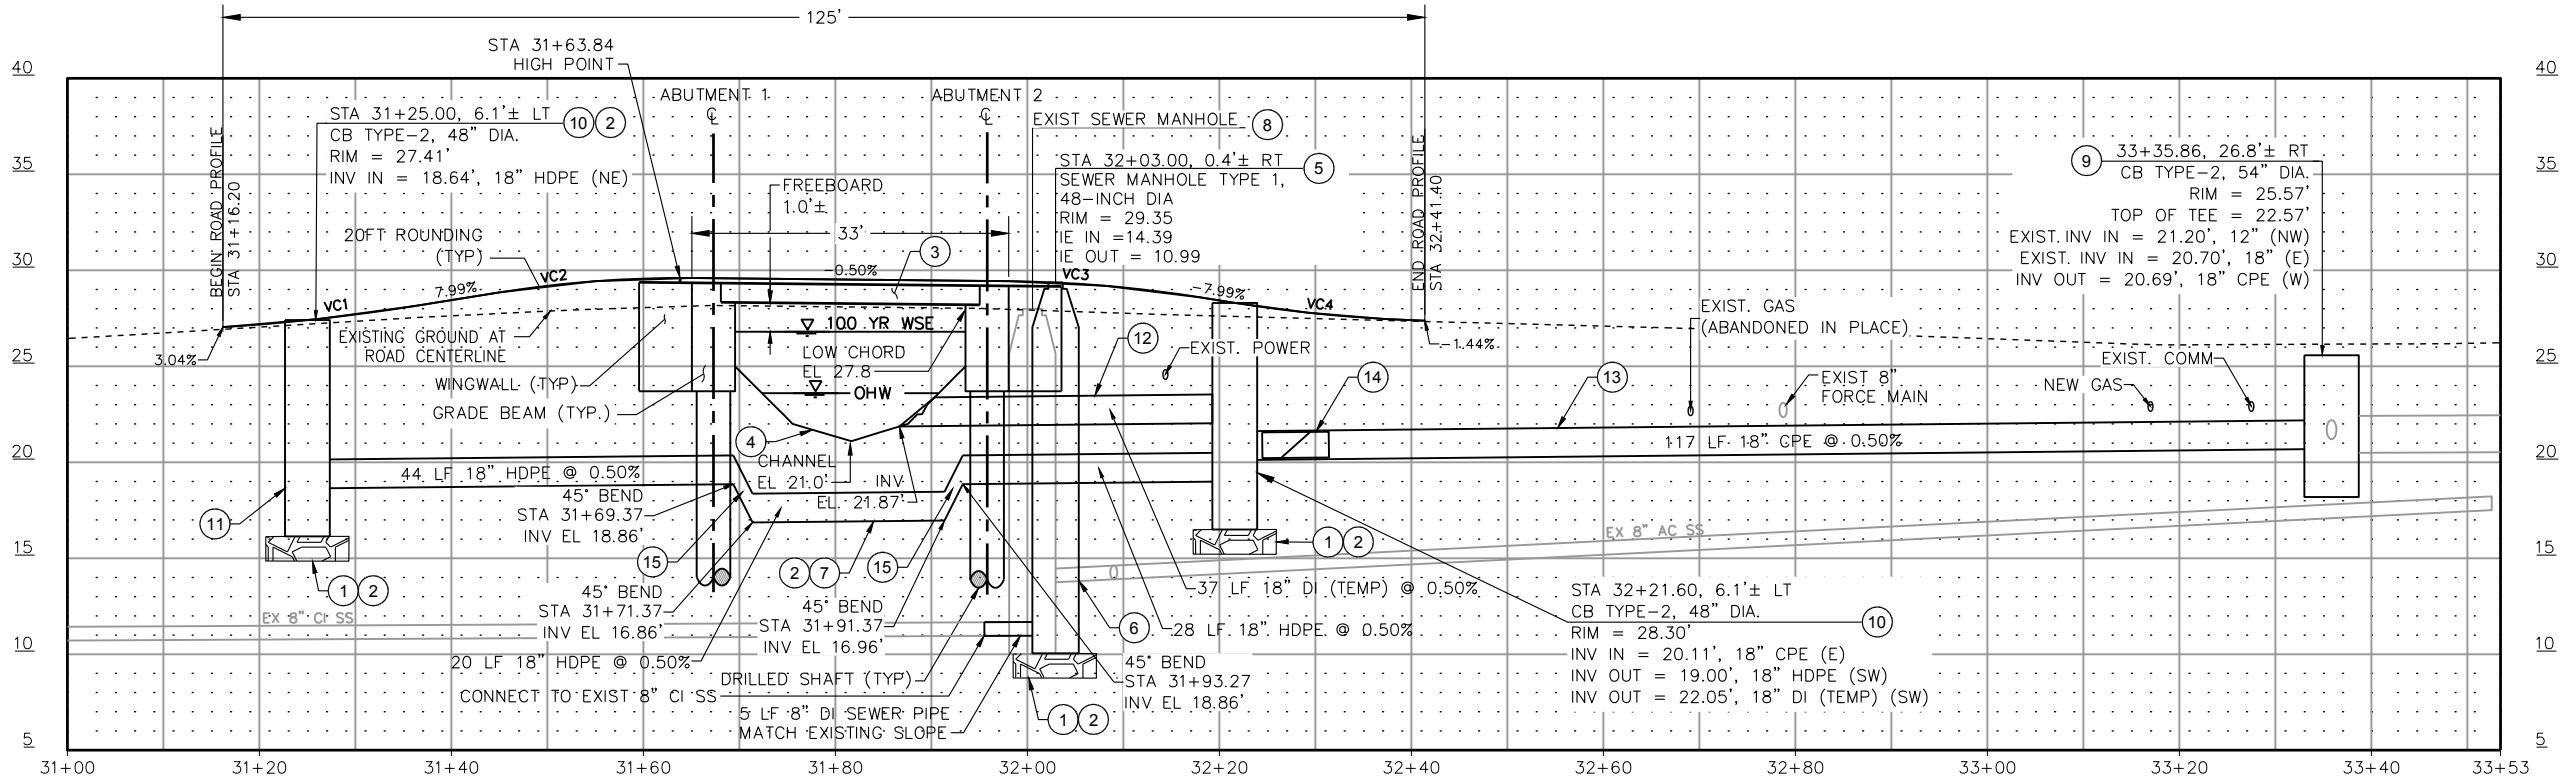 125'
STA 31+63.84
HIGH POINT
40
40
ABUTMENT 1
℄
ABUTMENT 2
℄
STA 31+25.00, 6.1'± LT
CB TYPE-2, 48" DIA.
RIM = 27.41'
INV IN = 18.64', 18" HDPE (NE)
10
2
EXIST SEWER MANHOLE
8
STA 32+03.00, 0.4'± RT
SEWER MANHOLE TYPE 1,
48-INCH DIA
RIM = 29.35
IE IN =14.39
IE OUT = 10.99
5
9
33+35.86, 26.8'± RT
CB TYPE-2, 54" DIA.
RIM = 25.57'
TOP OF TEE = 22.57'
EXIST. INV IN = 21.20', 12" (NW)
EXIST. INV IN = 20.70', 18" (E)
INV OUT = 20.69', 18" CPE (W)
35
35
BEGIN ROAD PROFILE
STA 31+16.20
END ROAD PROFILE
STA 32+41.40
FREEBOARD
1.0'±
33'
20FT ROUNDING
(TYP)
3
30
30
VC1
7.99%
VC2
-0.50%
VC3
-7.99%
VC4
3.04%
-1.44%
EXISTING GROUND AT
ROAD CENTERLINE
100 YR WSE
LOW CHORD
EL 27.8
OHW
WINGWALL (TYP)
GRADE BEAM (TYP.)
12
EXIST. POWER
14
13
EXIST. GAS
(ABANDONED IN PLACE)
EXIST 8"
FORCE MAIN
EXIST. COMM
NEW GAS
25
25
4
CHANNEL
EL 21.0'
INV
EL. 21.87'
117 LF 18" CPE @ 0.50%
20
20
44 LF 18" HDPE @ 0.50%
45° BEND
STA 31+69.37
INV EL 18.86'
11
15
2
7
15
1
2
EX 8" AC SS
15
15
1
2
45° BEND
STA 31+71.37
INV EL 16.86'
45° BEND
STA 31+91.37
INV EL 16.96'
37 LF 18" DI (TEMP) @ 0.50%
28 LF 18" HDPE @ 0.50%
6
EX 8" CI SS
STA 32+21.60, 6.1'± LT
CB TYPE-2, 48" DIA.
RIM = 28.30'
INV IN = 20.11', 18" CPE (E)
INV OUT = 19.00', 18" HDPE (SW)
INV OUT = 22.05', 18" DI (TEMP) (SW)
10
10
10
20 LF 18" HDPE @ 0.50%
DRILLED SHAFT (TYP)
CONNECT TO EXIST 8" CI SS
5 LF 8" DI SEWER PIPE
MATCH EXISTING SLOPE
45° BEND
STA 31+93.27
INV EL 18.86'
1
2
5
5
31+00
31+20
31+40
31+60
31+80
32+00
32+20
32+40
32+60
32+80
33+00
33+20
33+40
33+53